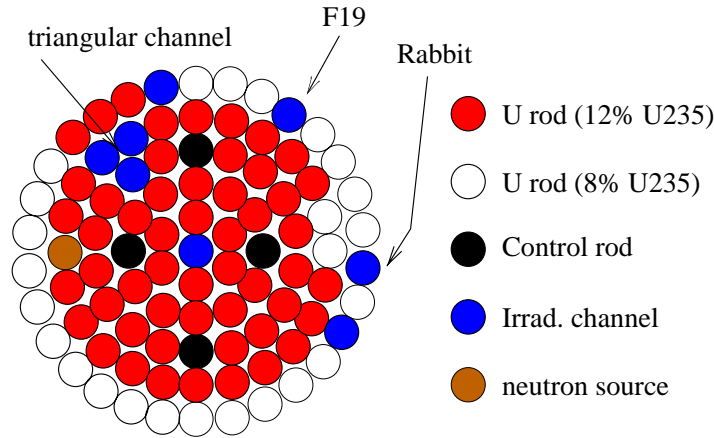 F19
triangular channel
Rabbit
U rod (12% U235)
U rod (8% U235)
Control rod
Irrad. channel
neutron source